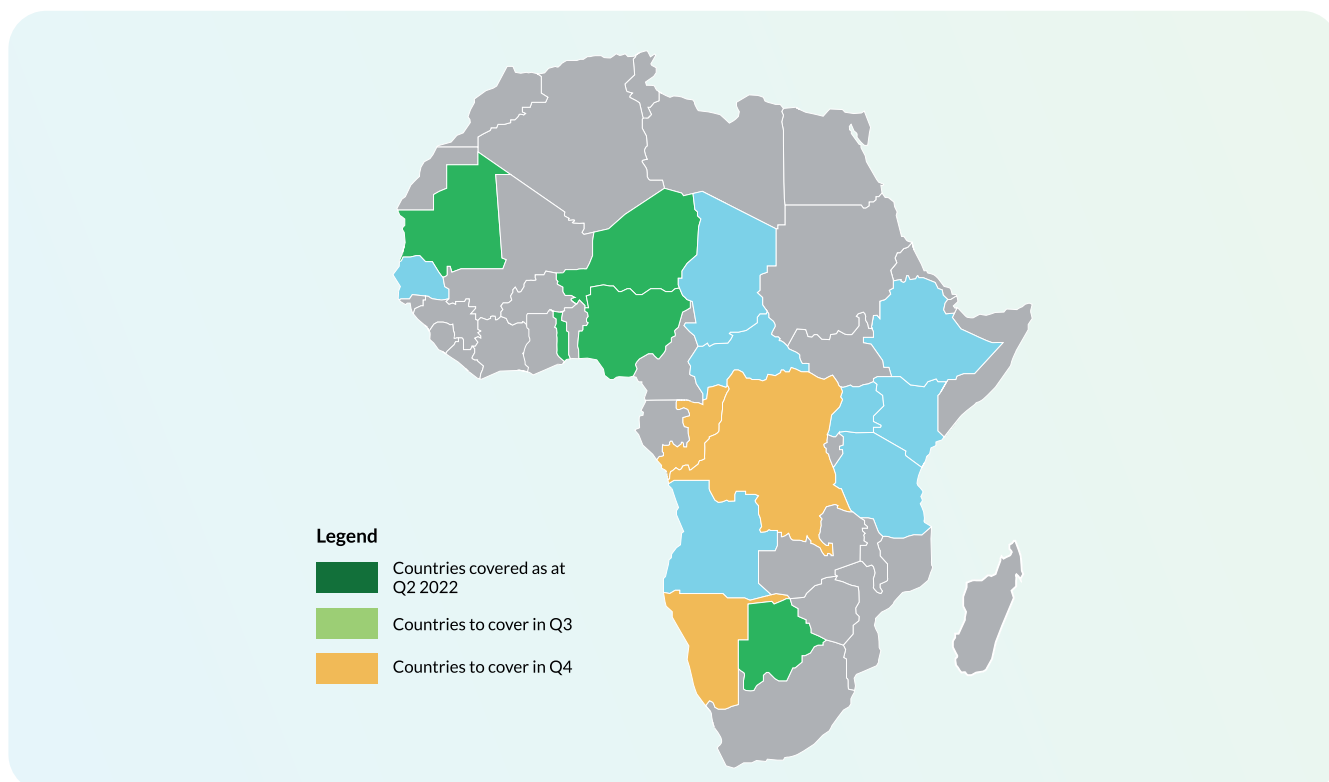 Legend
Countries covered as at
Q2 2022
Countries to cover in Q3
Countries to cover in Q4